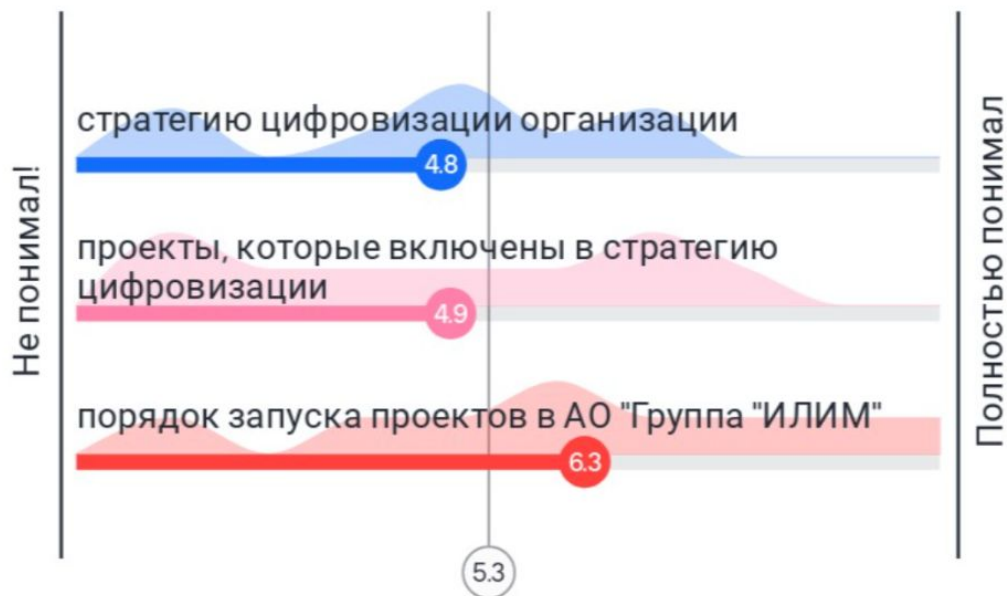 Не понимал!
стратегию цифровизации организации
4.8
проекты, которые включены в стратегию
цифровизации
4.9
порядок запуска проектов в АО "Группа "ИЛИМ"
6.3
5.3
Полностью понимал